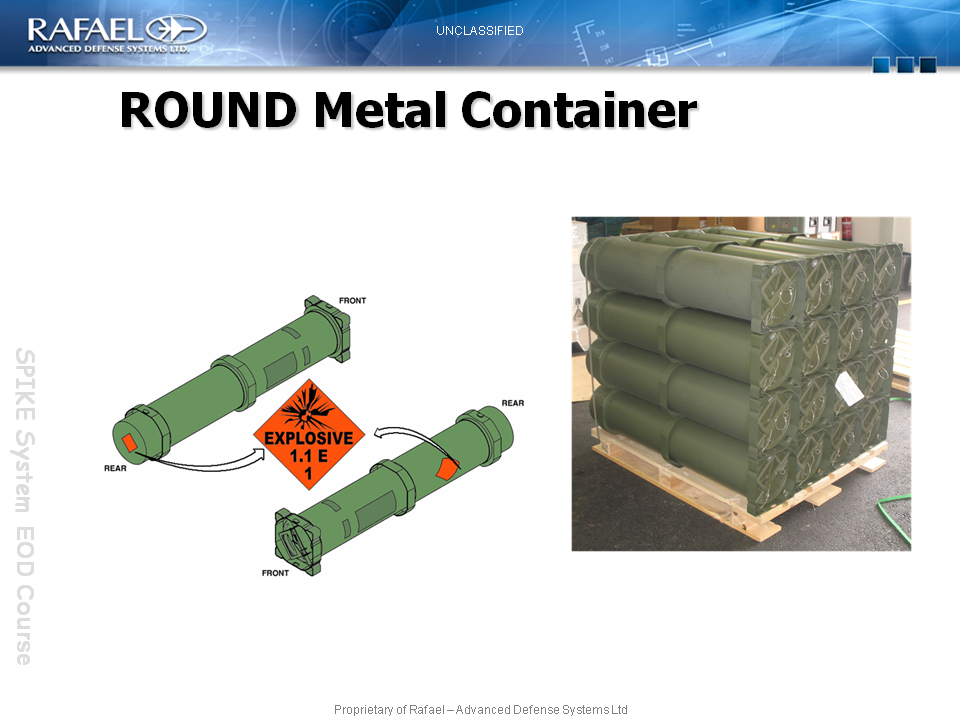 RAFAEL
ADVANCED DEFENSE SYSTEMS LTD.
UNCLASSIFIED
ROUND Metal Container
FRONT
REAR
EXPLOSIVE
1.1 E
1
REAR
FRONT
SPIKE System EOD Course
Proprietary of Rafael – Advanced Defense Systems Ltd